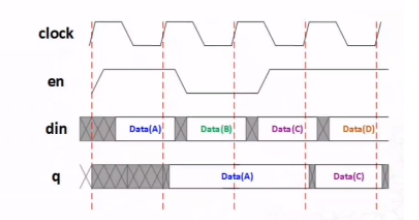 clock
en
din Data(A) Data(B) Data(C) Data(D)
q Data(A) Data(C)